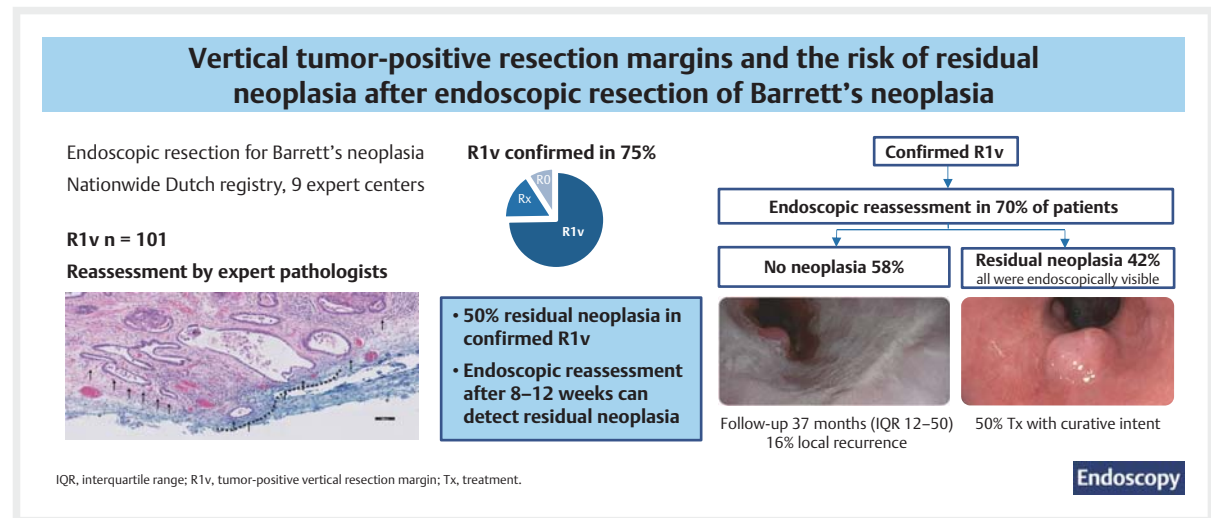 Vertical tumor-positive resection margins and the risk of residual
neoplasia after endoscopic resection of Barrett’s neoplasia
Endoscopic resection for Barrett’s neoplasia
Nationwide Dutch registry, 9 expert centers
R1v n = 101
Reassessment by expert pathologists
R1v confirmed in 75%
R0
Rx
R1v
• 50% residual neoplasia in
confirmed R1v
• Endoscopic reassessment
after 8–12 weeks can
detect residual neoplasia
Confirmed R1v
Endoscopic reassessment in 70% of patients
No neoplasia 58%
Residual neoplasia 42%
all were endoscopically visible
Follow-up 37 months (IQR 12–50)
16% local recurrence
50% Tx with curative intent
IQR, interquartile range; R1v, tumor-positive vertical resection margin; Tx, treatment.
Endoscopy